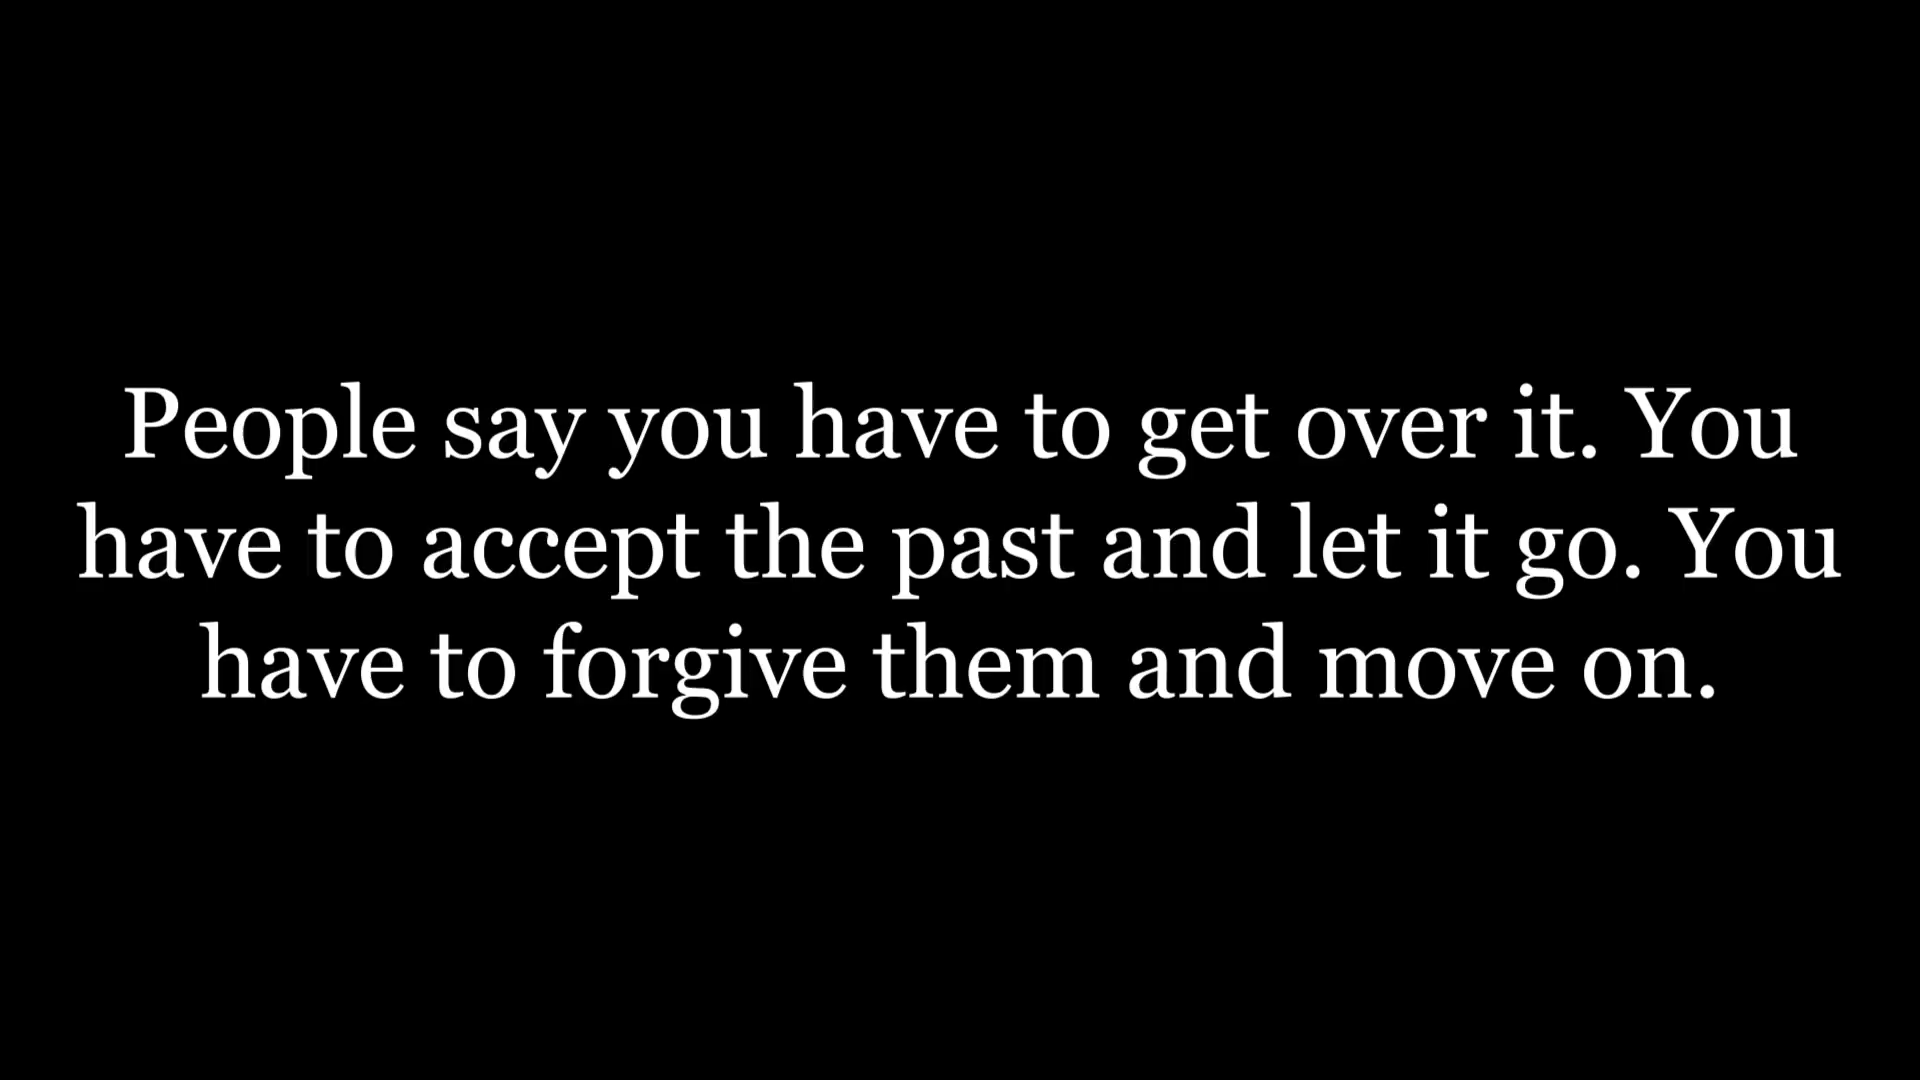 People say you have to get over it. You
have to accept the past and let it go. You
have to forgive them and move on.